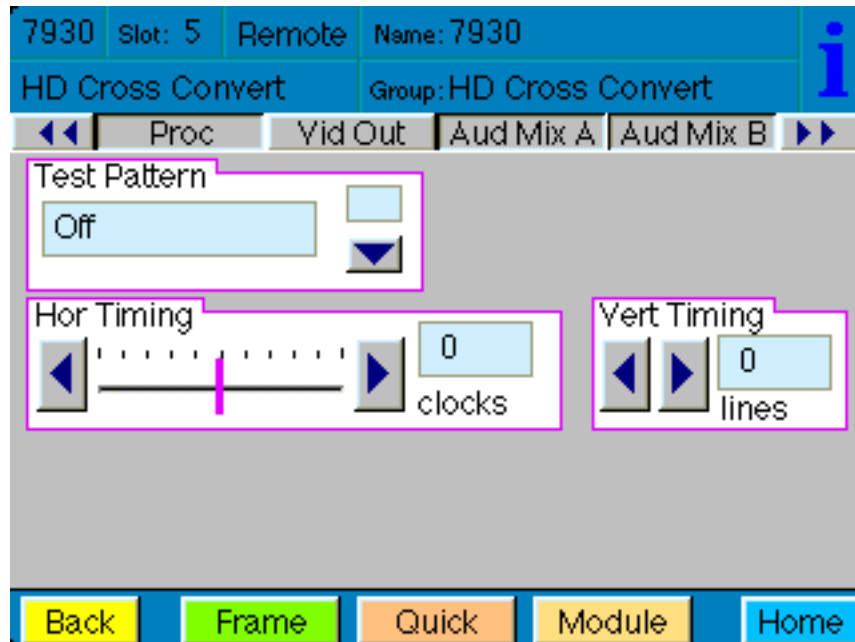 7930 Slot: 5 Remote Name: 7930
HD Cross Convert Group: HD Cross Convert
Proc Vid Out Aud Mix A Aud Mix B
Test Pattern
Off
Hor Timing Vert Timing
0 0
clocks lines
Back Frame Quick Module Home